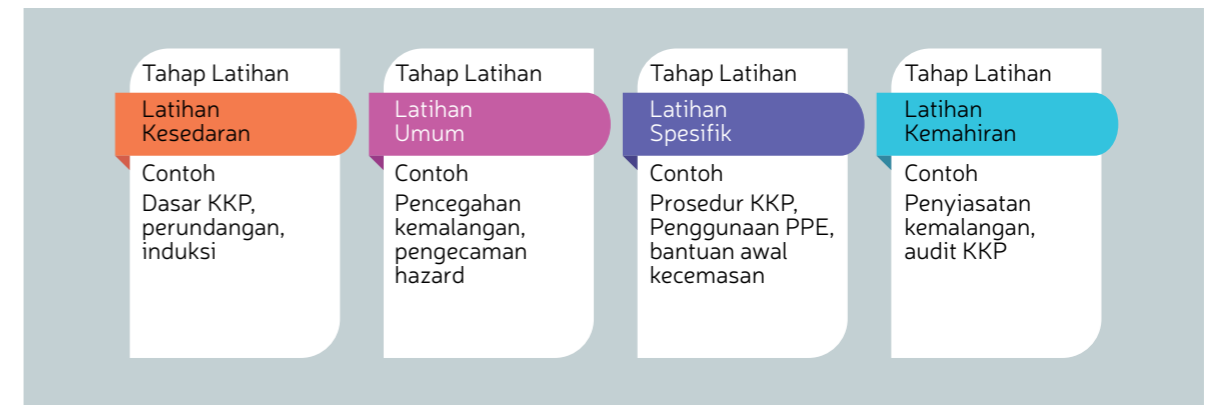 Tahap Latihan
Latihan
Kesedaran
Contoh
Dasar KKP,
perundangan,
induksi
Tahap Latihan
Latihan
Umum
Contoh
Pencegahan
kemalangan,
pengecaman
hazard
Tahap Latihan
Latihan
Spesifik
Contoh
Prosedur KKP,
Penggunaan PPE,
bantuan awal
kecemasan
Tahap Latihan
Latihan
Kemahiran
Contoh
Penyiasatan
kemalangan,
audit KKP